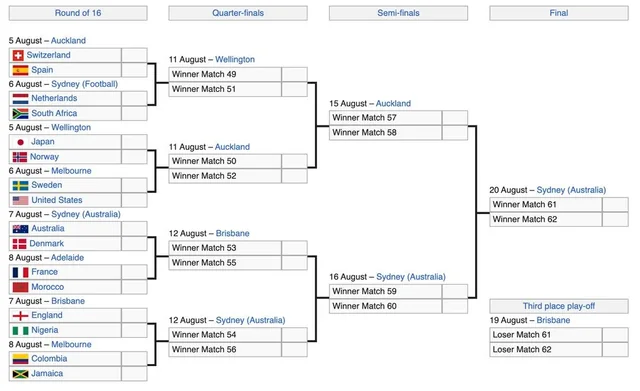 Round of 16
Quarter-finals
Semi-finals
Final
5 August – Auckland
Switzerland
Spain
6 August – Sydney (Football)
Netherlands
South Africa
5 August – Wellington
Japan
Norway
6 August – Melbourne
Sweden
United States
7 August – Sydney (Australia)
Australia
Denmark
8 August – Adelaide
France
Morocco
7 August – Brisbane
England
Nigeria
8 August – Melbourne
Colombia
Jamaica
11 August – Wellington
Winner Match 49
Winner Match 51
11 August – Auckland
Winner Match 50
Winner Match 52
12 August – Brisbane
Winner Match 53
Winner Match 55
12 August – Sydney (Australia)
Winner Match 54
Winner Match 56
15 August – Auckland
Winner Match 57
Winner Match 58
16 August – Sydney (Australia)
Winner Match 59
Winner Match 60
20 August – Sydney (Australia)
Winner Match 61
Winner Match 62
Third place play-off
19 August – Brisbane
Loser Match 61
Loser Match 62